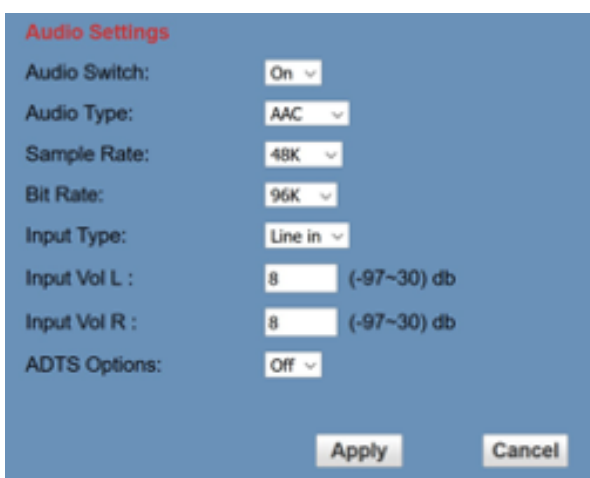 Audio Settings
Audio Switch: On
Audio Type: AAC
Sample Rate: 48K
Bit Rate: 96K
Input Type: Line in
Input Vol L : 8 (-97~30) db
Input Vol R : 8 (-97~30) db
ADTS Options: Off
Apply Cancel